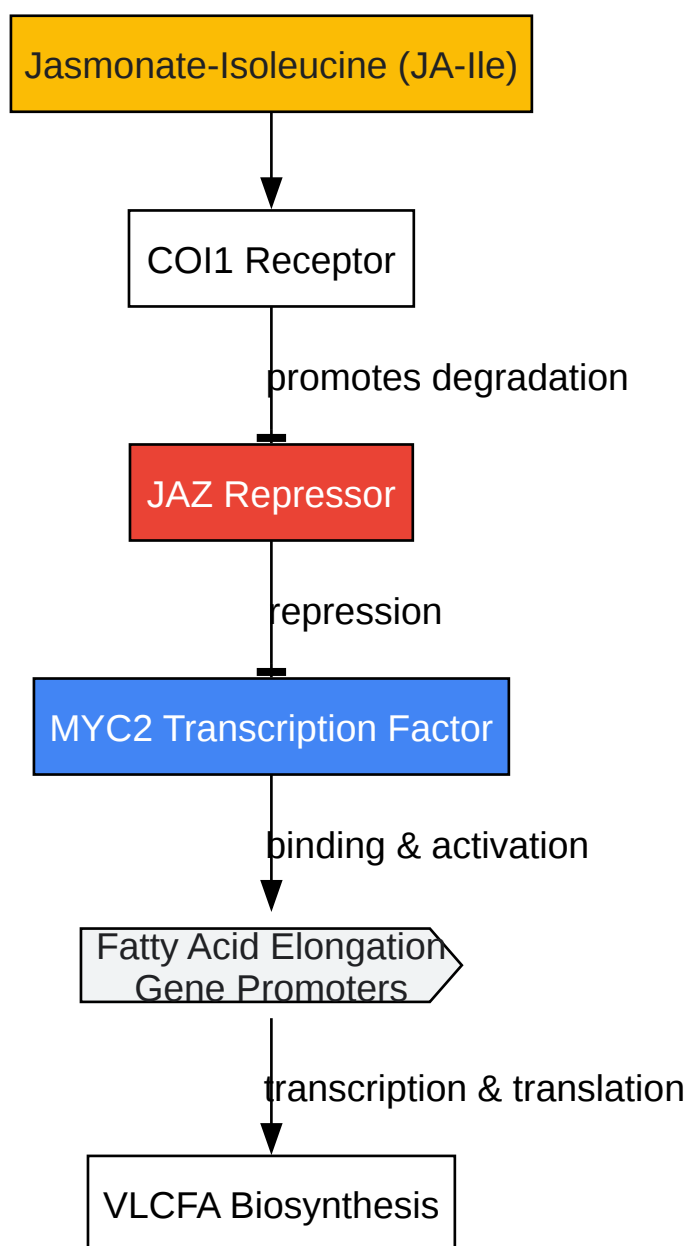 Jasmonate-Isoleucine (JA-Ile)
COI1 Receptor
promotes degradation
JAZ Repressor
repression
MYC2 Transcription Factor
binding & activation
Fatty Acid Elongation
Gene Promoters
transcription & translation
VLCFA Biosynthesis